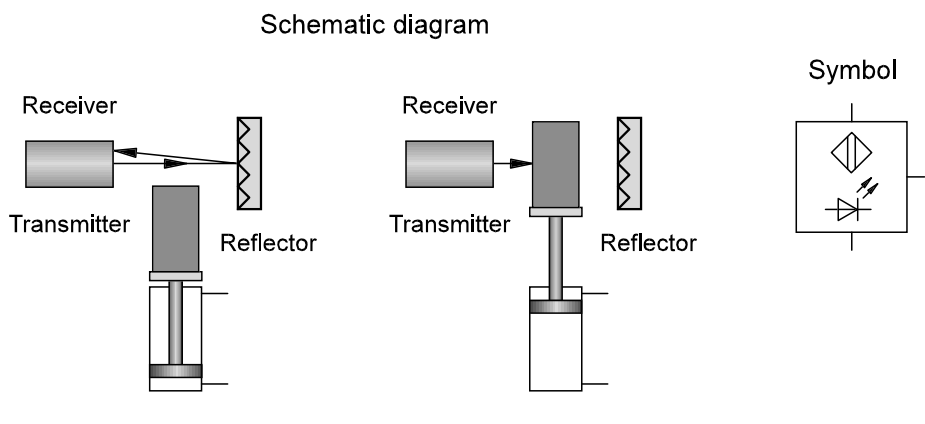 Schematic diagram
Symbol
Receiver
Receiver
Transmitter
Reflector
Transmitter
Reflector